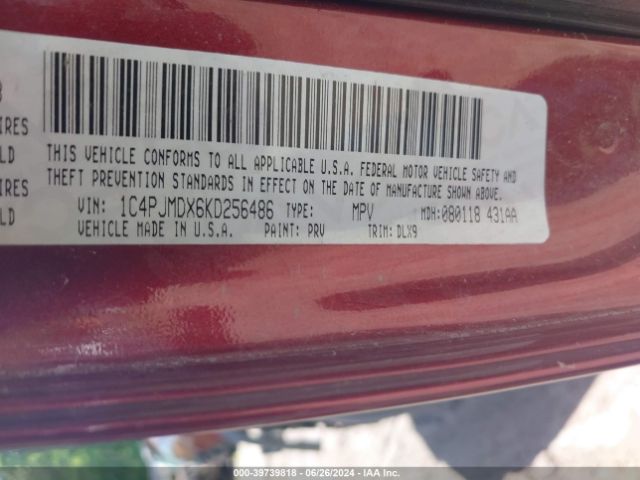 IRES
LD
IRES
LD
THIS VEHICLE CONFORMS TO ALL APPLICABLE U.S.A. FEDERAL MOTOR VEHICLE SAFETY AND
THEFT PREVENTION STANDARDS IN EFFECT ON THE DATE OF MANUFACTURE SHOWN ABOVE.
VIN: 1C4PJMDX6KD256486 TYPE: MPV MDH:080118 431AA
VEHICLE MADE IN U.S.A. PAINT: PRV TRIM: DLX9
000-39739818 / 06/26/2024 / IAA Inc.